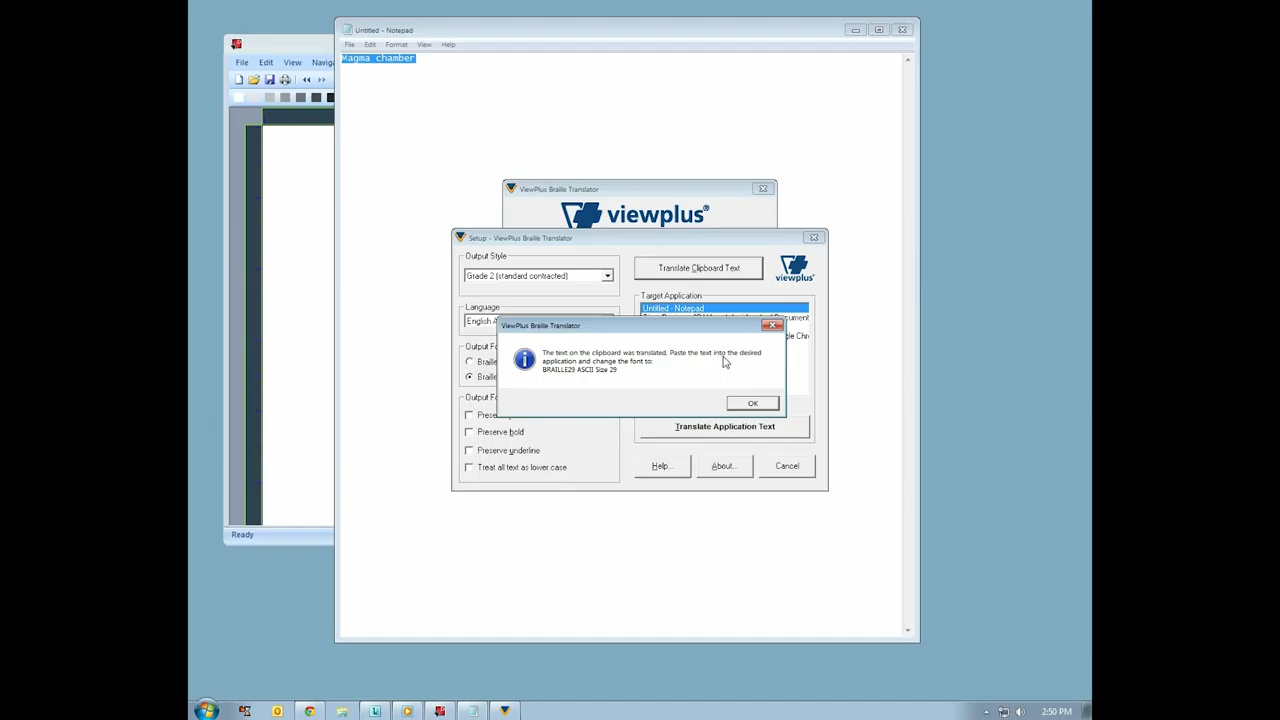 Untitled - Notepad
File Edit Format View Help
Magma chamber
File Edit View
ViewPlus Braille Translator
viewplus®
Setup - ViewPlus Braille Translator
Output Style
Grade 2 (standard contracted)
Translate Clipboard Text
viewplus
Language
English
Target Application
Untitled - Notepad
ViewPlus Braille Translator
The text on the clipboard was translated. Paste the text into the desired
application and change the font to:
BRAILLE29 ASCII Size 29
OK
Preserve bold
Preserve underline
Treat all text as lower case
Translate Application Text
Help... About... Cancel
Ready
2:50 PM